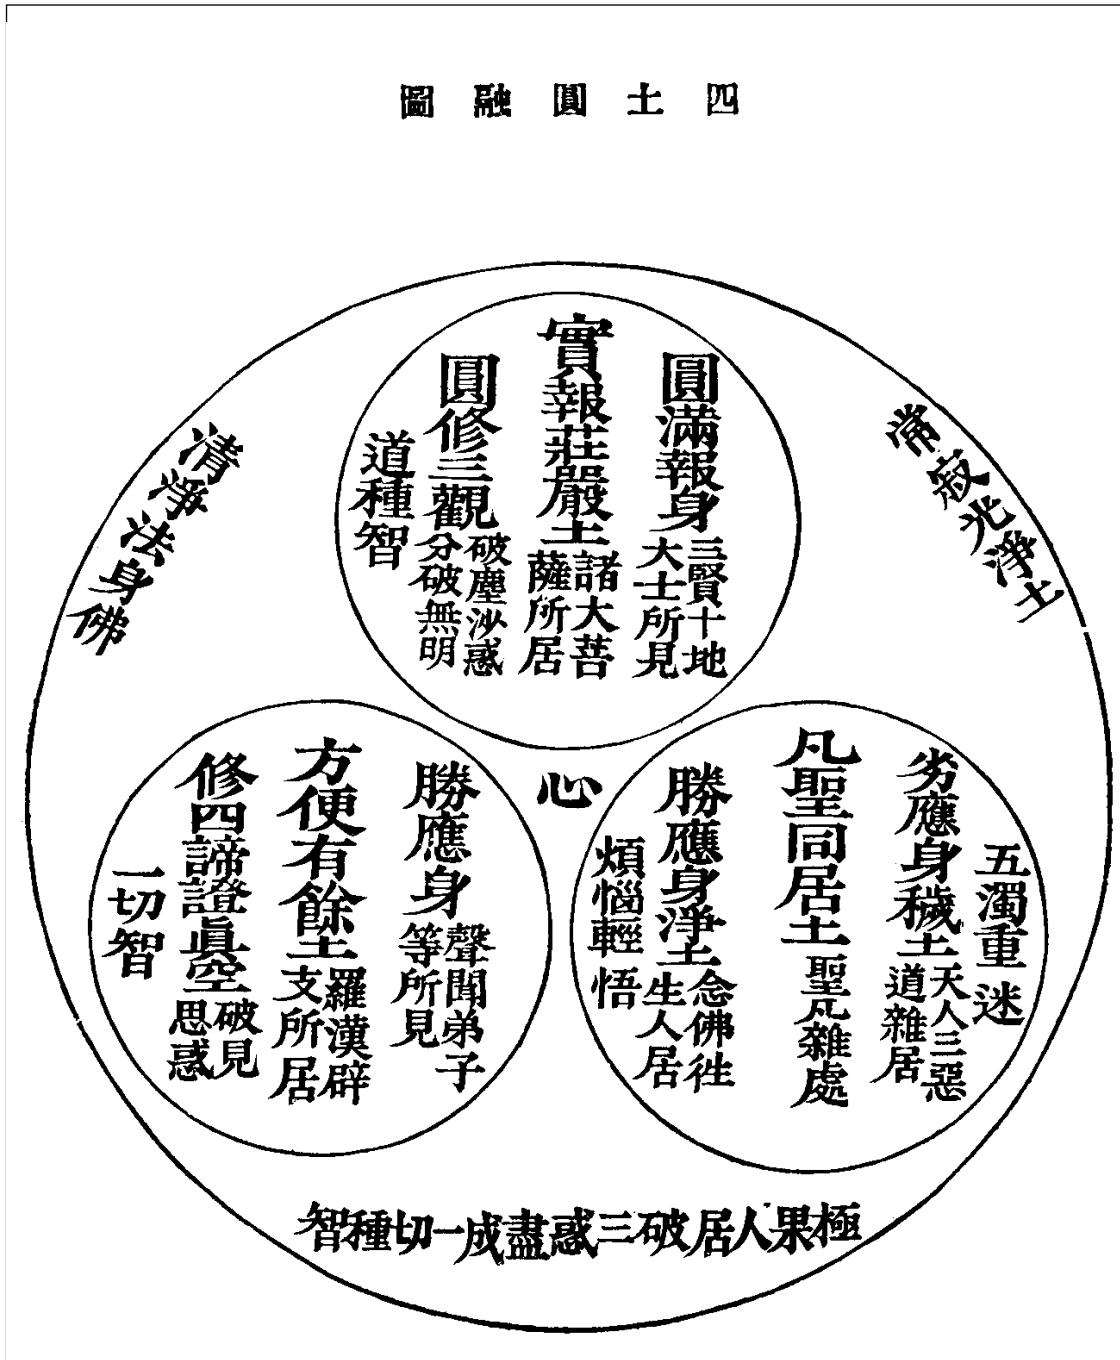 四土圓融圖
常寂光淨土
清淨法身佛
圓滿報身
三賢十地
大士所見
實報莊嚴土
諸大菩
薩所居
圓修三觀
破塵沙惑
分破無明
道種智
心
五濁重迷
劣應身穢土
天人三惡
道雜居
凡聖同居土
聖凡雜處
勝應身淨土
念佛徃
生人居
煩惱輕悟
勝應身
聲聞弟子
等所見
方便有餘土
羅漢辟
支所居
修四諦證眞空
破見
思惑
一切智
極果人居破三惑盡成一切種智